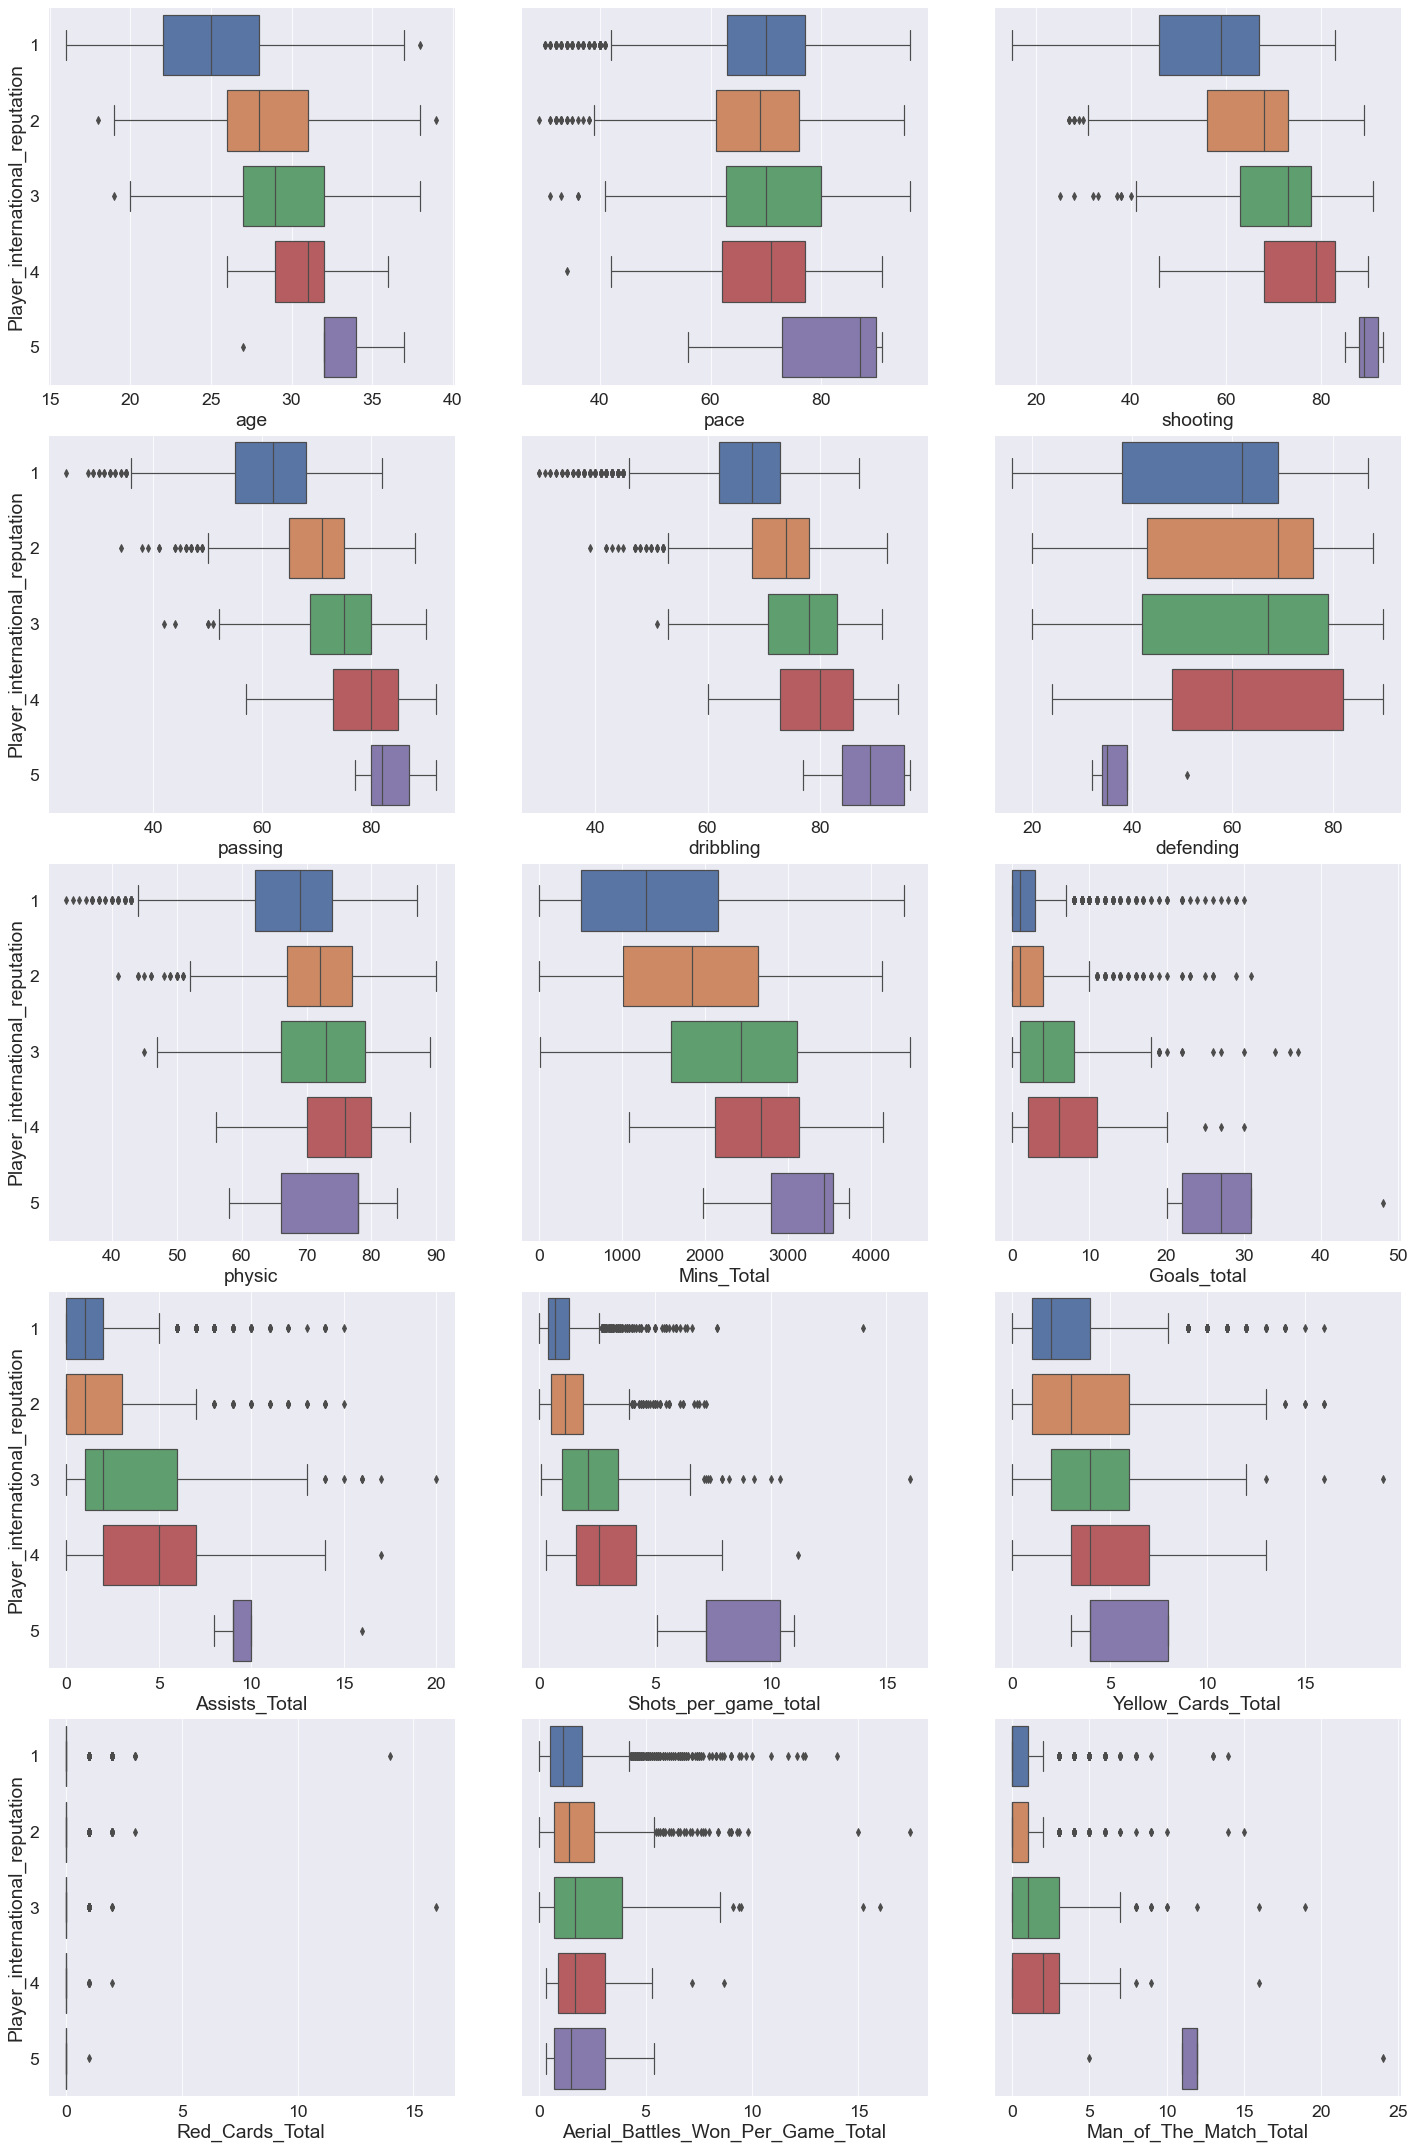 Player_international_reputation
1
2
3
4
5
15 20 25 30 35 40
age
40 60 80
pace
20 40 60 80
shooting
Player_international_reputation
1
2
3
4
5
40 60 80
passing
40 60 80
dribbling
20 40 60 80
defending
Player_international_reputation
1
2
3
4
5
40 50 60 70 80 90
physic
0 1000 2000 3000 4000
Mins_Total
0 10 20 30 40 50
Goals_total
Player_international_reputation
1
2
3
4
5
0 5 10 15 20
Assists_Total
0 5 10 15
Shots_per_game_total
0 5 10 15
Yellow_Cards_Total
Player_international_reputation
1
2
3
4
5
0 5 10 15
Red_Cards_Total
0 5 10 15
Aerial_Battles_Won_Per_Game_Total
0 5 10 15 20 25
Man_of_The_Match_Total